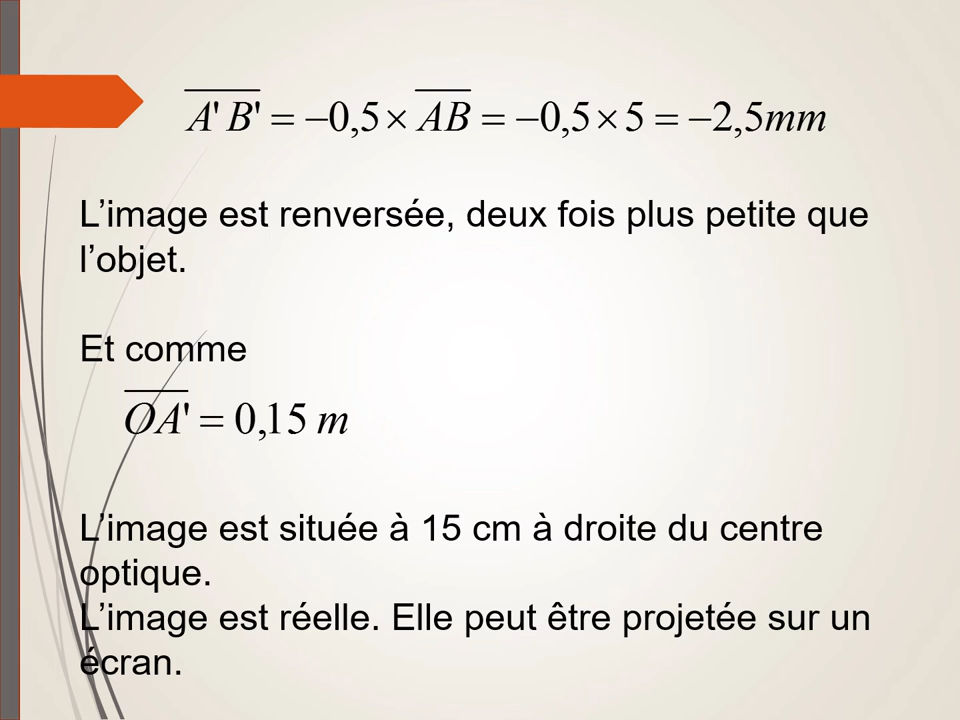 A'B' = −0,5 × AB = −0,5 × 5 = −2,5mm
L’image est renversée, deux fois plus petite que
l’objet.
Et comme
OA' = 0,15 m
L’image est située à 15 cm à droite du centre
optique.
L’image est réelle. Elle peut être projetée sur un
écran.